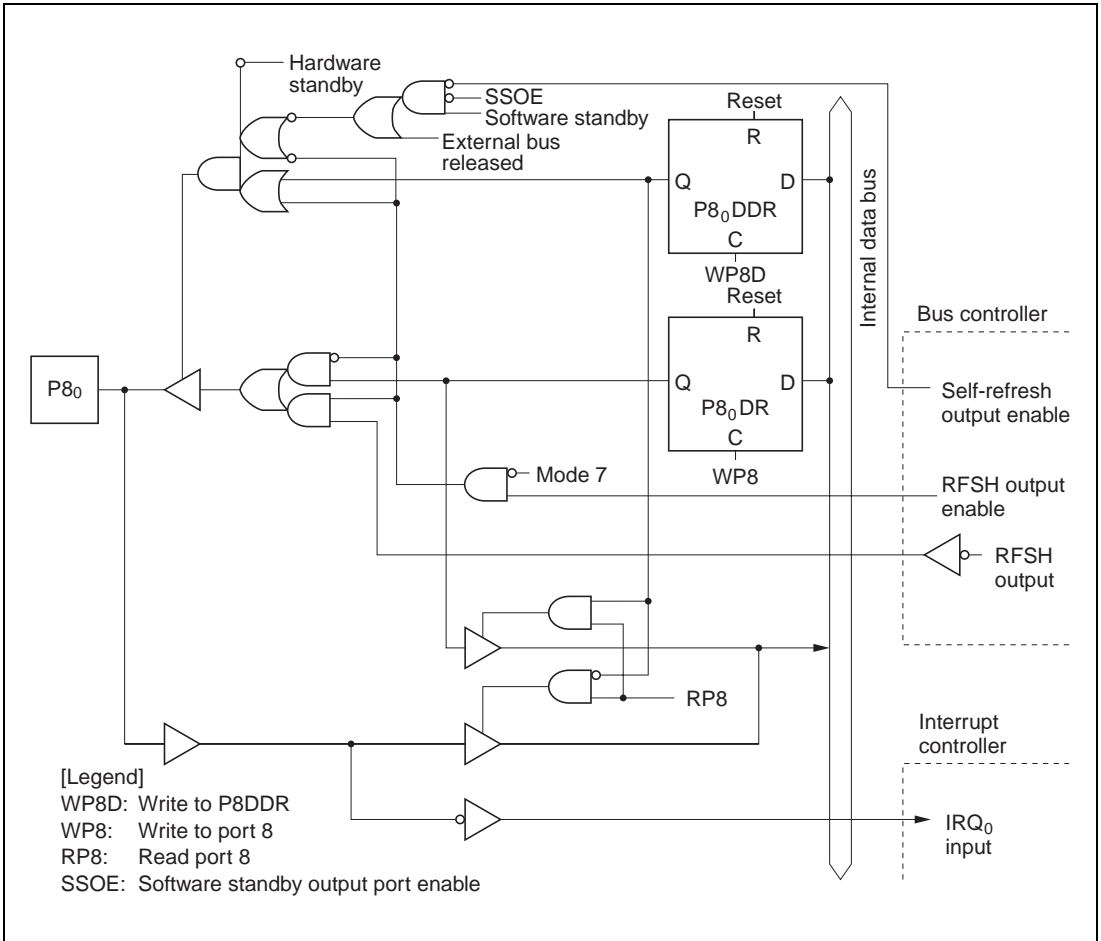 Hardware
standby
SSOE
Software standby
External bus
released
Reset
R
Q
D
P8₀DDR
C
WP8D
Reset
R
Q
D
P8₀DR
C
WP8
Internal data bus
Bus controller
Self-refresh
output enable
P8₀
Mode 7
RFSH output
enable
RFSH
output
RP8
Interrupt
controller
IRQ₀
input
[Legend]
WP8D: Write to P8DDR
WP8: Write to port 8
RP8: Read port 8
SSOE: Software standby output port enable